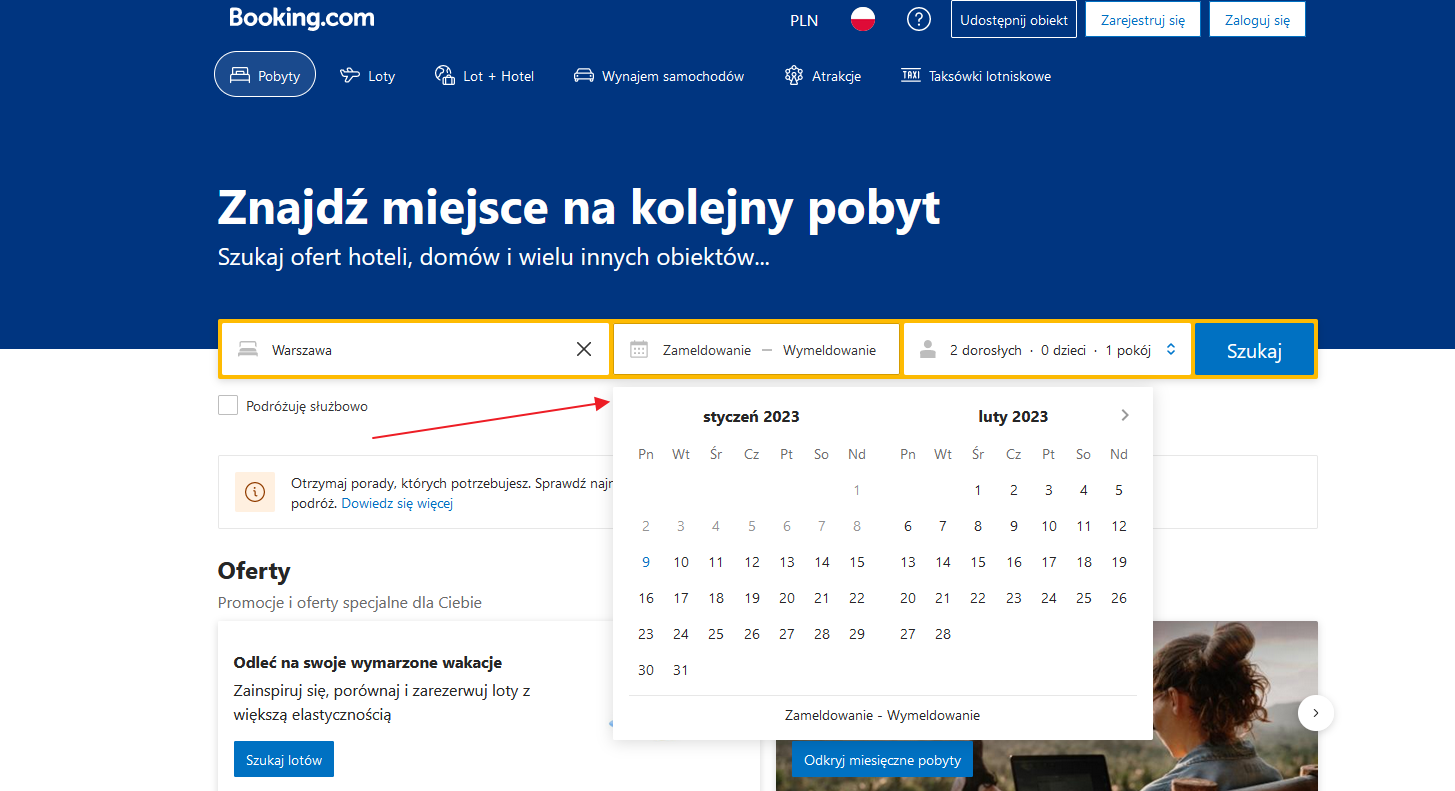 Booking.com
PLN
Udostępnij obiekt
Zarejestruj się
Zaloguj się
Pobyty
Loty
Lot + Hotel
Wynajem samochodów
Atrakcje
TAXI
Taksówki lotniskowe
Znajdź miejsce na kolejny pobyt
Szukaj ofert hoteli, domów i wielu innych obiektów...
Warszawa
Zameldowanie — Wymeldowanie
2 dorosłych · 0 dzieci · 1 pokój
Szukaj
Podróżuję służbowo
styczeń 2023
Pn Wt Śr Cz Pt So Nd
1
2 3 4 5 6 7 8
9 10 11 12 13 14 15
16 17 18 19 20 21 22
23 24 25 26 27 28 29
30 31
luty 2023
Pn Wt Śr Cz Pt So Nd
1 2 3 4 5
6 7 8 9 10 11 12
13 14 15 16 17 18 19
20 21 22 23 24 25 26
27 28
Zameldowanie - Wymeldowanie
Otrzymaj porady, których potrzebujesz. Sprawdź
podróż. Dowiedz się więcej
Oferty
Promocje i oferty specjalne dla Ciebie
Odleć na swoje wymarzone wakacje
Zainspiruj się, porównaj i zarezerwuj loty z
większą elastycznością
Szukaj lotów
Odkryj miesięczne pobyty